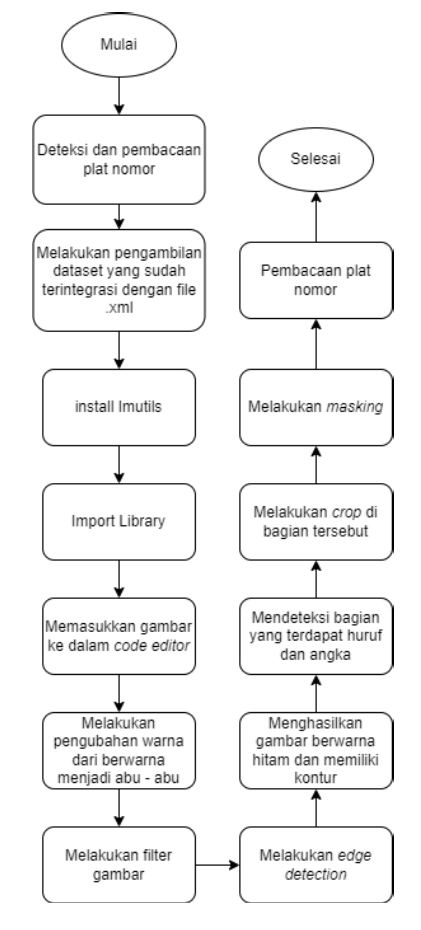 Mulai
Deteksi dan pembacaan
plat nomor
Melakukan pengambilan
dataset yang sudah
terintegrasi dengan file
.xml
install Imutils
Import Library
Memasukkan gambar
ke dalam code editor
Melakukan
pengubahan warna
dari berwarna
menjadi abu - abu
Melakukan filter
gambar
Melakukan edge
detection
Menghasilkan
gambar berwarna
hitam dan memiliki
kontur
Mendeteksi bagian
yang terdapat huruf
dan angka
Melakukan crop di
bagian tersebut
Melakukan masking
Pembacaan plat
nomor
Selesai